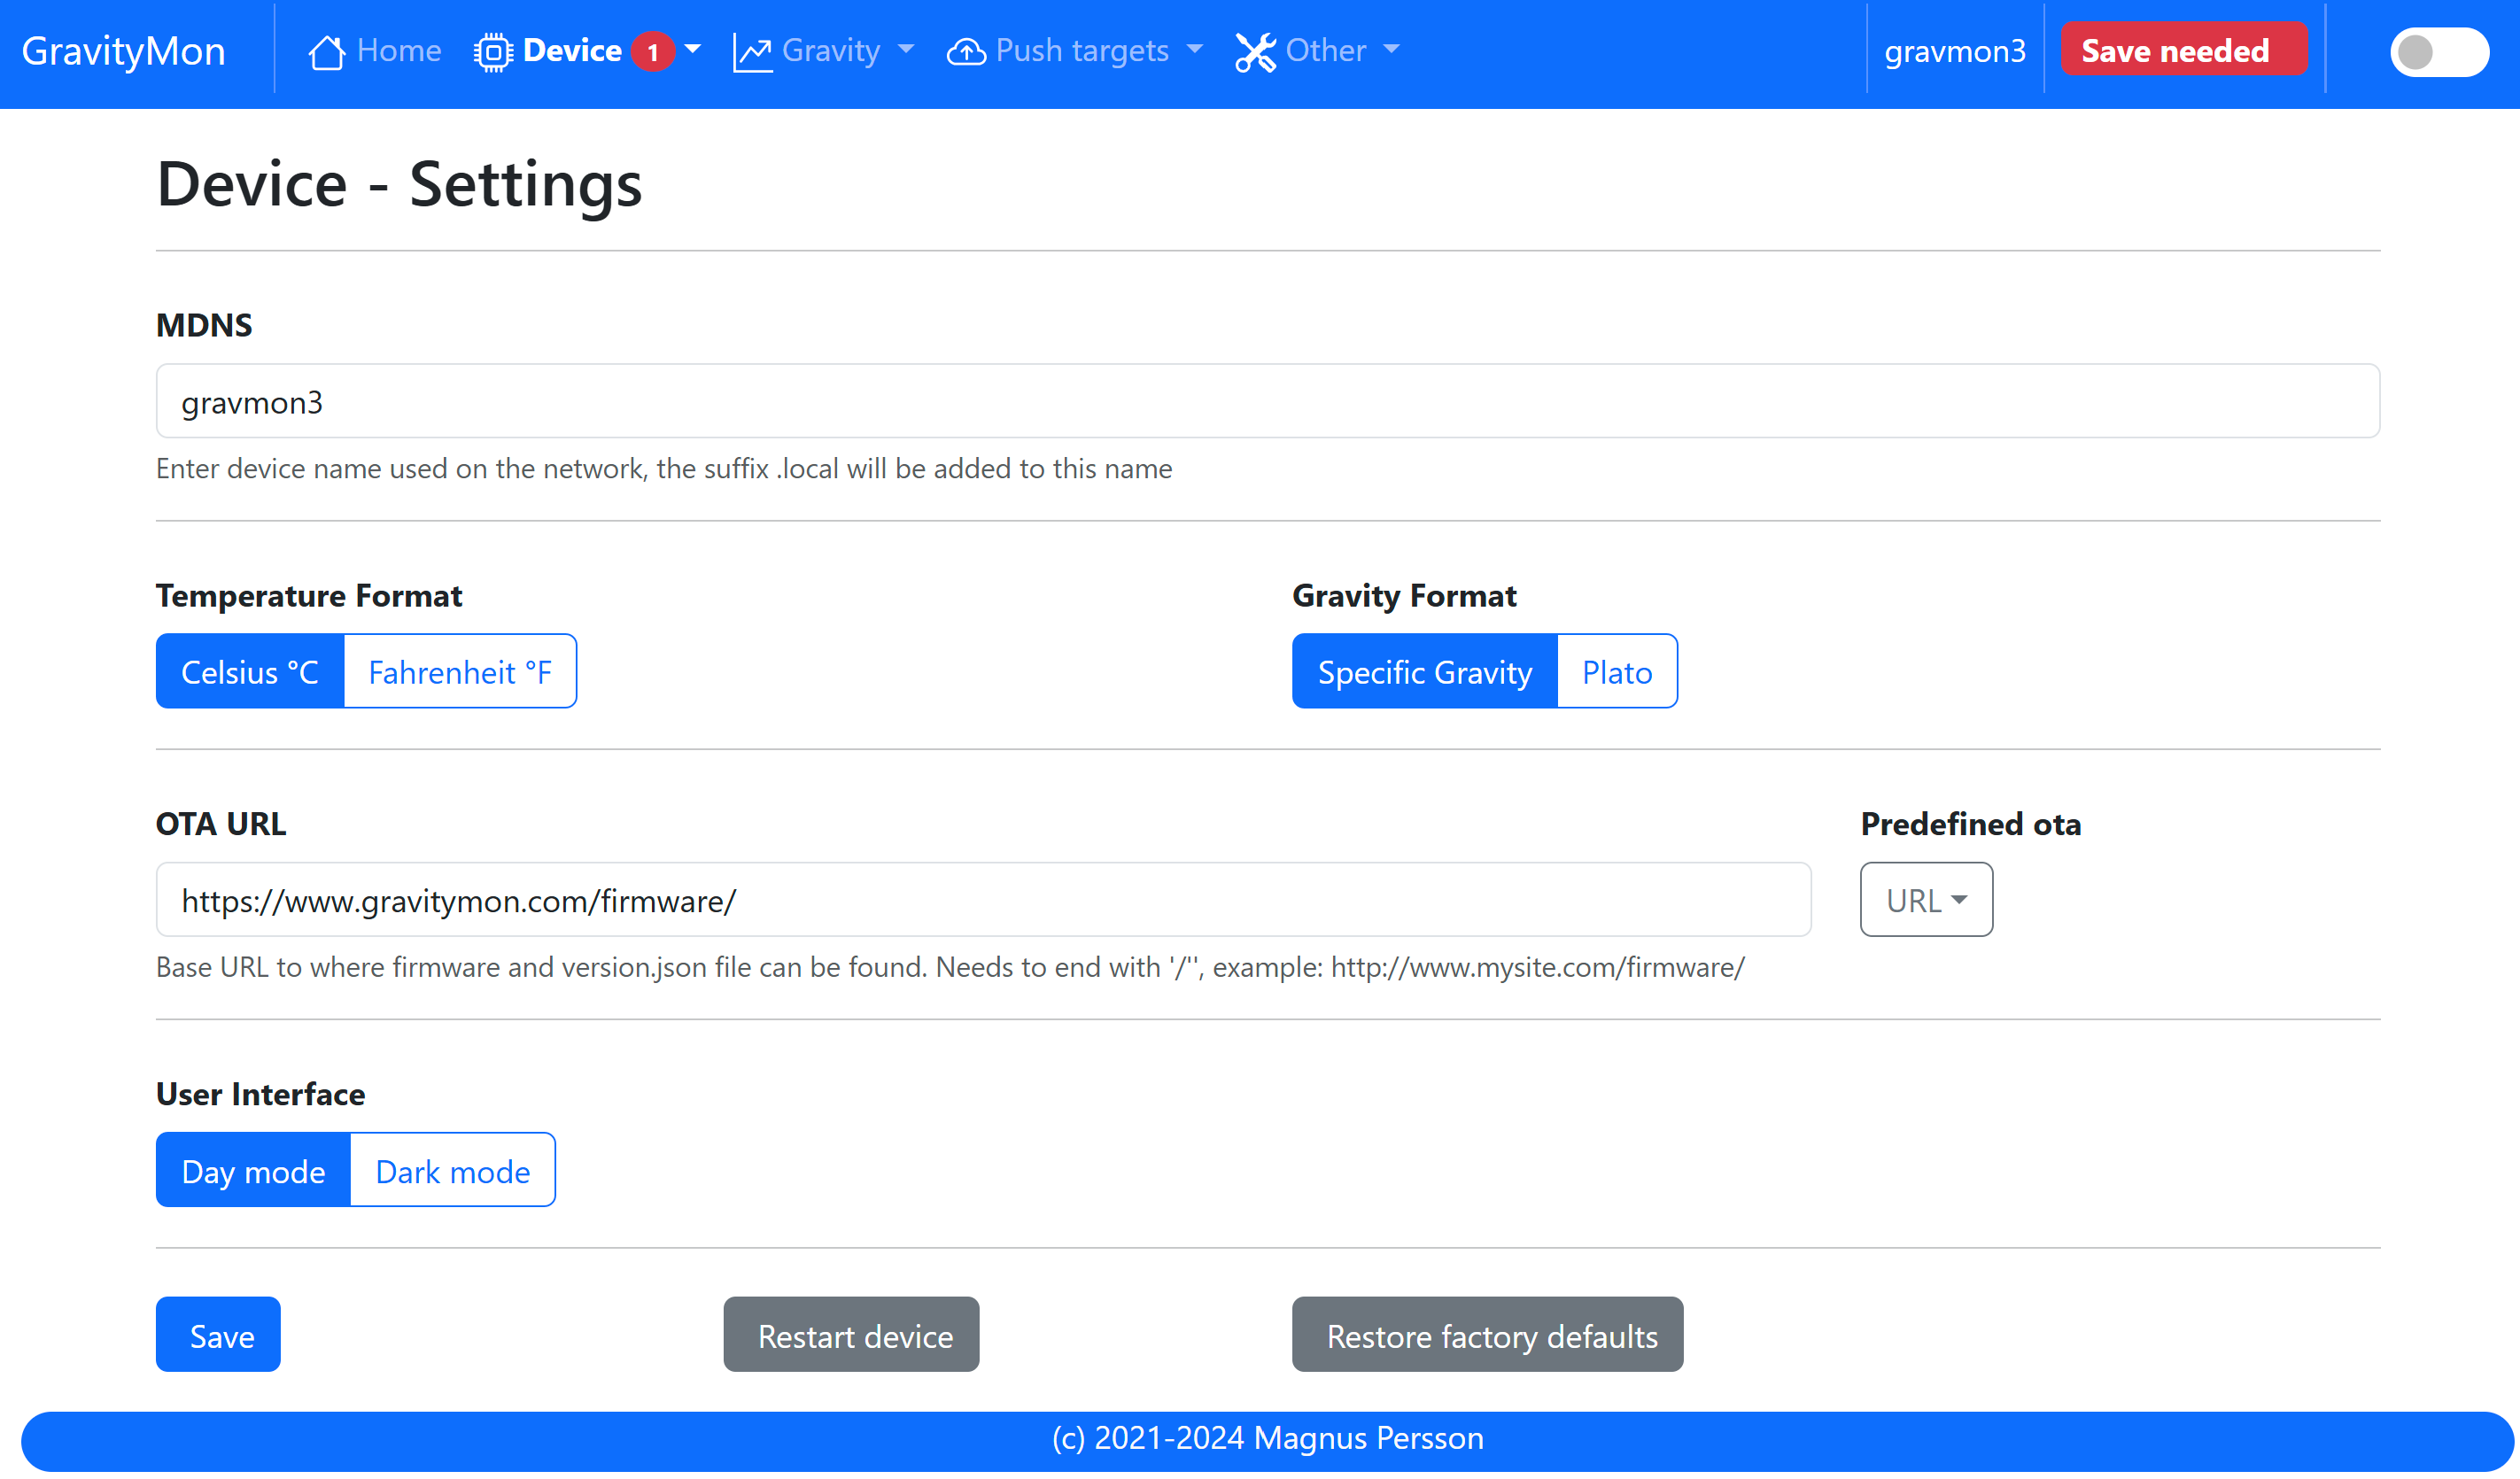 GravityMon Home Device 1 Gravity Push targets Other gravmon3 Save needed
Device - Settings
MDNS
gravmon3
Enter device name used on the network, the suffix .local will be added to this name
Temperature Format Gravity Format
Celsius °C Fahrenheit °F Specific Gravity Plato
OTA URL Predefined ota
https://www.gravitymon.com/firmware/ URL
Base URL to where firmware and version.json file can be found. Needs to end with '/'', example: http://www.mysite.com/firmware/
User Interface
Day mode Dark mode
Save Restart device Restore factory defaults
(c) 2021-2024 Magnus Persson